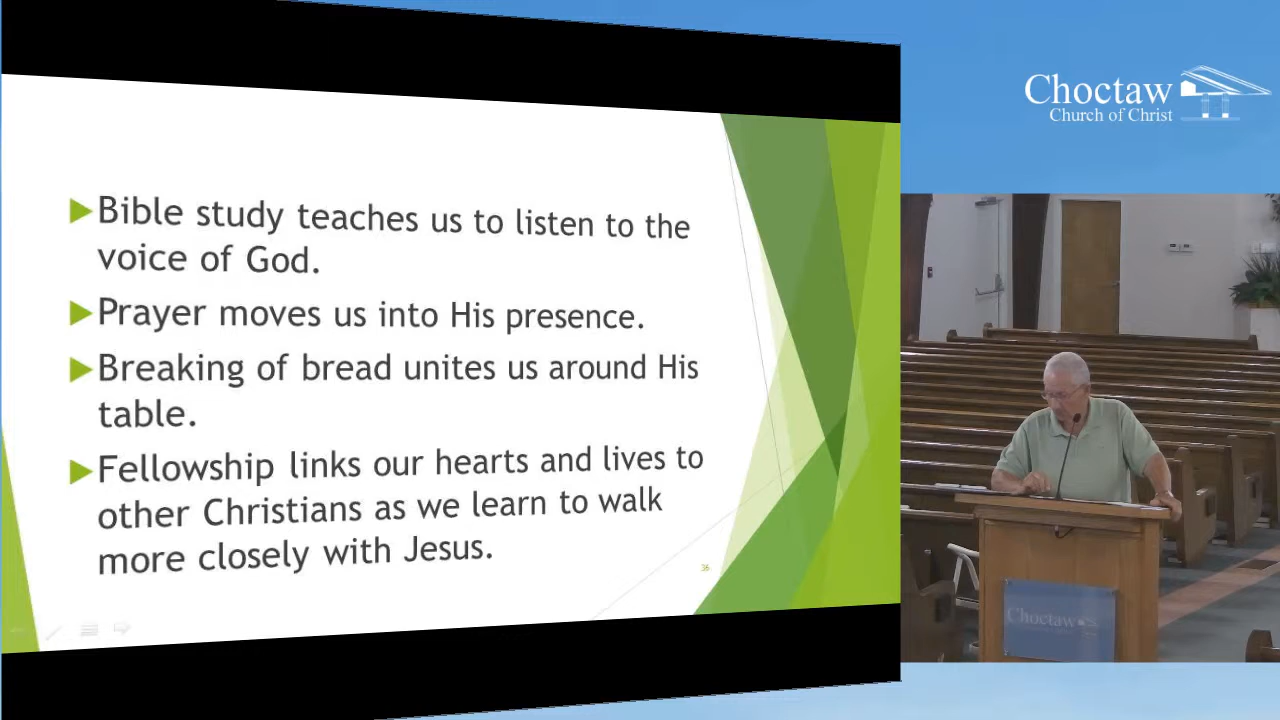 Choctaw
Church of Christ
Bible study teaches us to listen to the
voice of God.
Prayer moves us into His presence.
Breaking of bread unites us around His
table.
Fellowship links our hearts and lives to
other Christians as we learn to walk
more closely with Jesus.
36
Choctaw